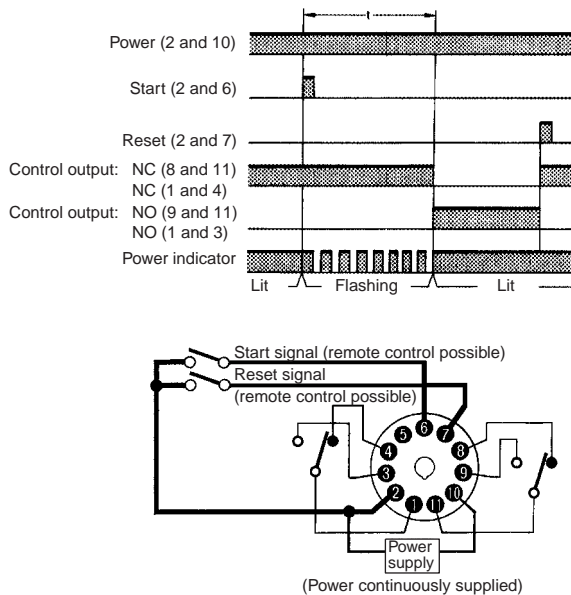 t
Power (2 and 10)
Start (2 and 6)
Reset (2 and 7)
Control output: NC (8 and 11)
NC (1 and 4)
Control output: NO (9 and 11)
NO (1 and 3)
Power indicator
Lit Flashing Lit
Start signal (remote control possible)
Reset signal
(remote control possible)
6
5 7
4 8
3 9
2 10
1 11
Power
supply
(Power continuously supplied)